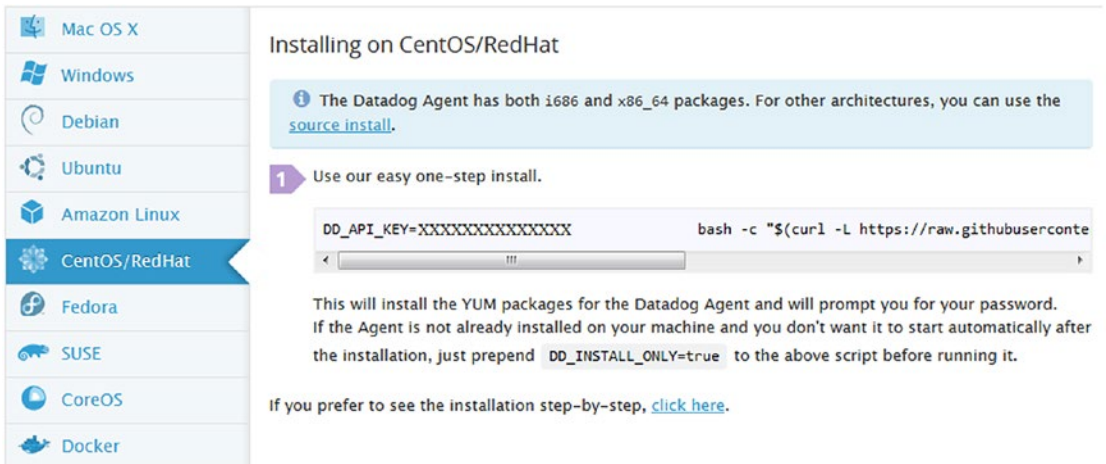 Mac OS X
Windows
Debian
Ubuntu
Amazon Linux
CentOS/RedHat
Fedora
SUSE
CoreOS
Docker
Installing on CentOS/RedHat
The Datadog Agent has both i686 and x86_64 packages. For other architectures, you can use the
source install.
1 Use our easy one-step install.
DD_API_KEY=XXXXXXXXXXXXXXX bash -c "$(curl -L https://raw.githubuserconte
This will install the YUM packages for the Datadog Agent and will prompt you for your password.
If the Agent is not already installed on your machine and you don't want it to start automatically after
the installation, just prepend DD_INSTALL_ONLY=true to the above script before running it.
If you prefer to see the installation step-by-step, click here.